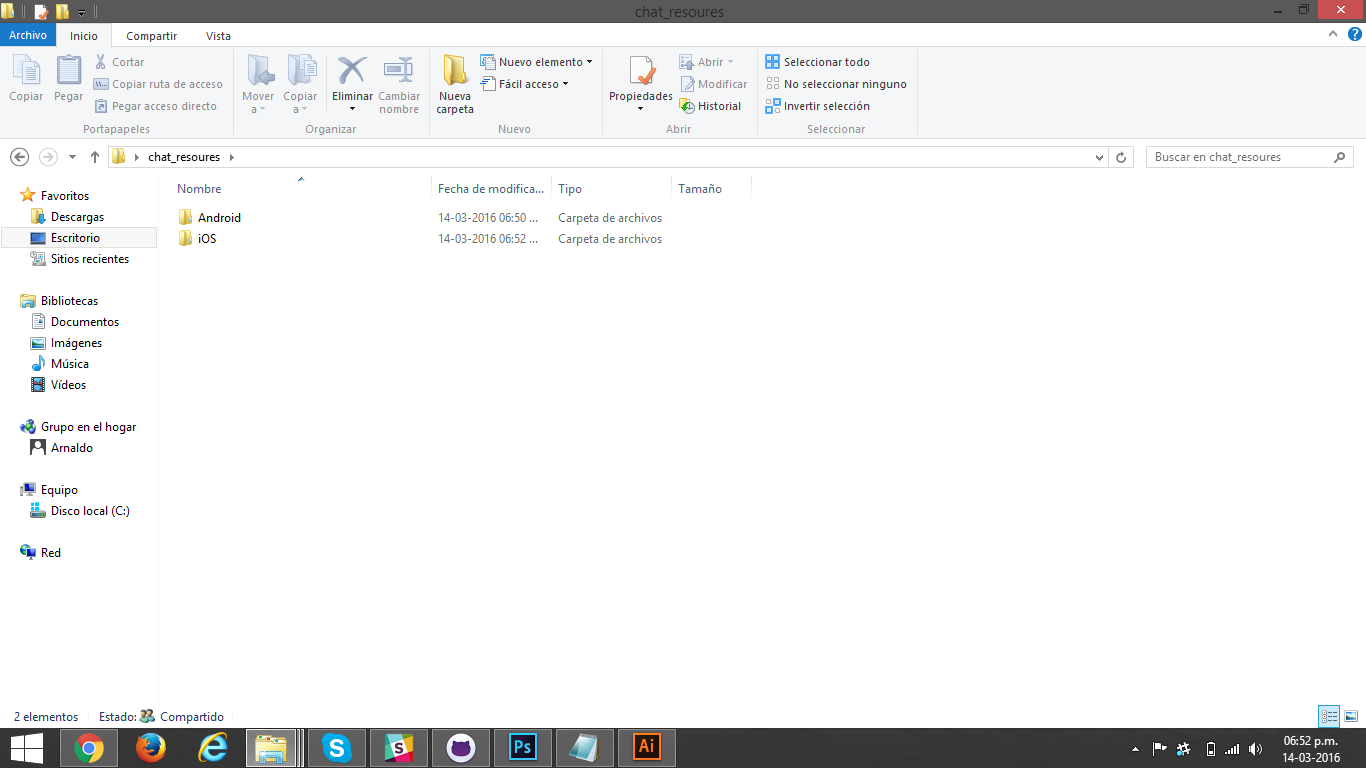 chat_resoures
Archivo Inicio Compartir Vista
Copiar
Pegar
Cortar
Copiar ruta de acceso
Pegar acceso directo
Portapapeles
Mover a
Copiar a
Eliminar
Cambiar nombre
Organizar
Nueva carpeta
Nuevo elemento
Fácil acceso
Nuevo
Propiedades
Abrir
Modificar
Historial
Abrir
Seleccionar todo
No seleccionar ninguno
Invertir selección
Seleccionar
chat_resoures
Buscar en chat_resoures
Favoritos
Descargas
Escritorio
Sitios recientes
Bibliotecas
Documentos
Imágenes
Música
Vídeos
Grupo en el hogar
Arnaldo
Equipo
Disco local (C:)
Red
Nombre Fecha de modifica... Tipo Tamaño
Android 14-03-2016 06:50 ... Carpeta de archivos
iOS 14-03-2016 06:52 ... Carpeta de archivos
2 elementos Estado: Compartido
S S Ps Ai
06:52 p.m.
14-03-2016